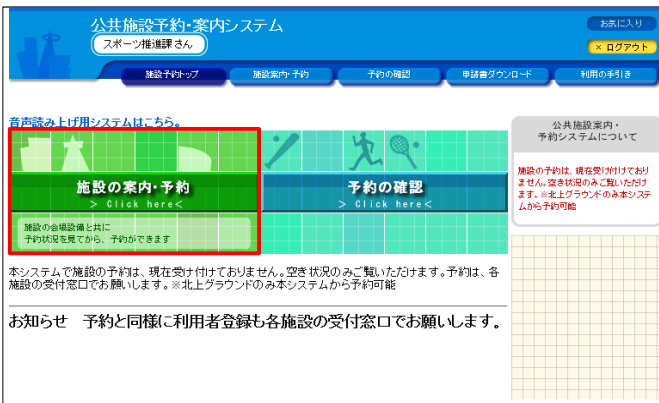 公共施設予約・案内システム
スポーツ推進課 さん
お気に入り
× ログアウト
施設予約トップ
施設案内・予約
予約の確認
申請書ダウンロード
利用の手引き
音声読み上げ用システムはこちら。
施設の案内・予約
> Click here<
施設の会場設備と共に
予約状況を見てから、予約ができます
予約の確認
> Click here<
本システムで施設の予約は、現在受け付けておりません。空き状況のみご覧いただけます。予約は、各
施設の受付窓口でお願いします。※北上グラウンドのみ本システムから予約可能
お知らせ 予約と同様に利用者登録も各施設の受付窓口でお願いします。
公共施設案内・
予約システムについて
施設の予約は、現在受け付けており
ません。空き状況のみご覧いただけ
ます。※北上グラウンドのみ本システ
ムから予約可能